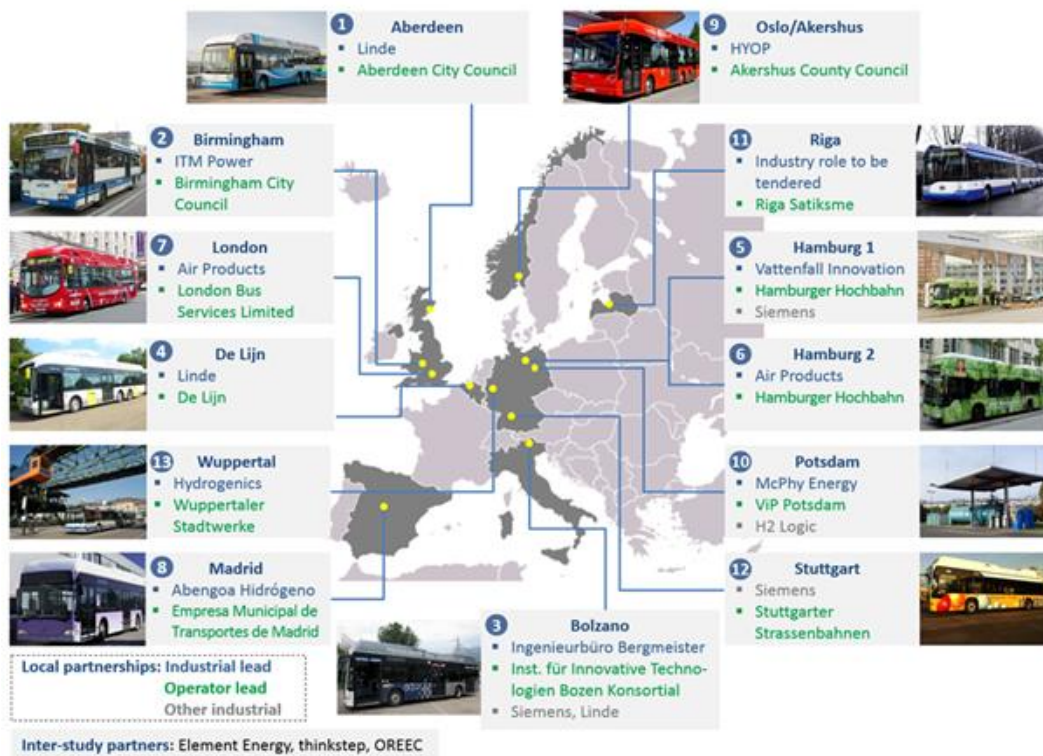 1
Aberdeen
Linde
Aberdeen City Council
9
Oslo/Akershus
HYOP
Akershus County Council
2
Birmingham
ITM Power
Birmingham City
Council
11
Riga
Industry role to be
tendered
Riga Satiksme
7
London
Air Products
London Bus
Services Limited
5
Hamburg 1
Vattenfall Innovation
Hamburger Hochbahn
Siemens
4
De Lijn
Linde
De Lijn
6
Hamburg 2
Air Products
Hamburger Hochbahn
13
Wuppertal
Hydrogenics
Wuppertaler
Stadtwerke
10
Potsdam
McPhy Energy
ViP Potsdam
H2 Logic
8
Madrid
Abengoa Hidrógeno
Empresa Municipal de
Transportes de Madrid
12
Stuttgart
Siemens
Stuttgarter
Strassenbahnen
3
Bolzano
Ingenieurbüro Bergmeister
Inst. für Innovative Techno-
logien Bozen Konsortial
Siemens, Linde
Local partnerships: Industrial lead
Operator lead
Other industrial
Inter-study partners: Element Energy, thinkstep, OREEC